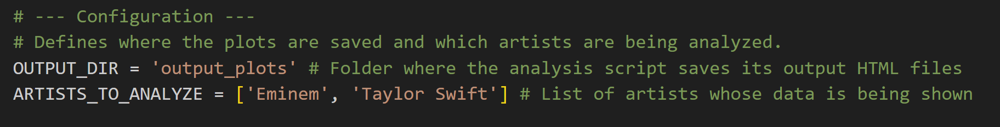 # --- Configuration ---
# Defines where the plots are saved and which artists are being analyzed.
OUTPUT_DIR = 'output_plots' # Folder where the analysis script saves its output HTML files
ARTISTS_TO_ANALYZE = ['Eminem', 'Taylor Swift'] # List of artists whose data is being shown